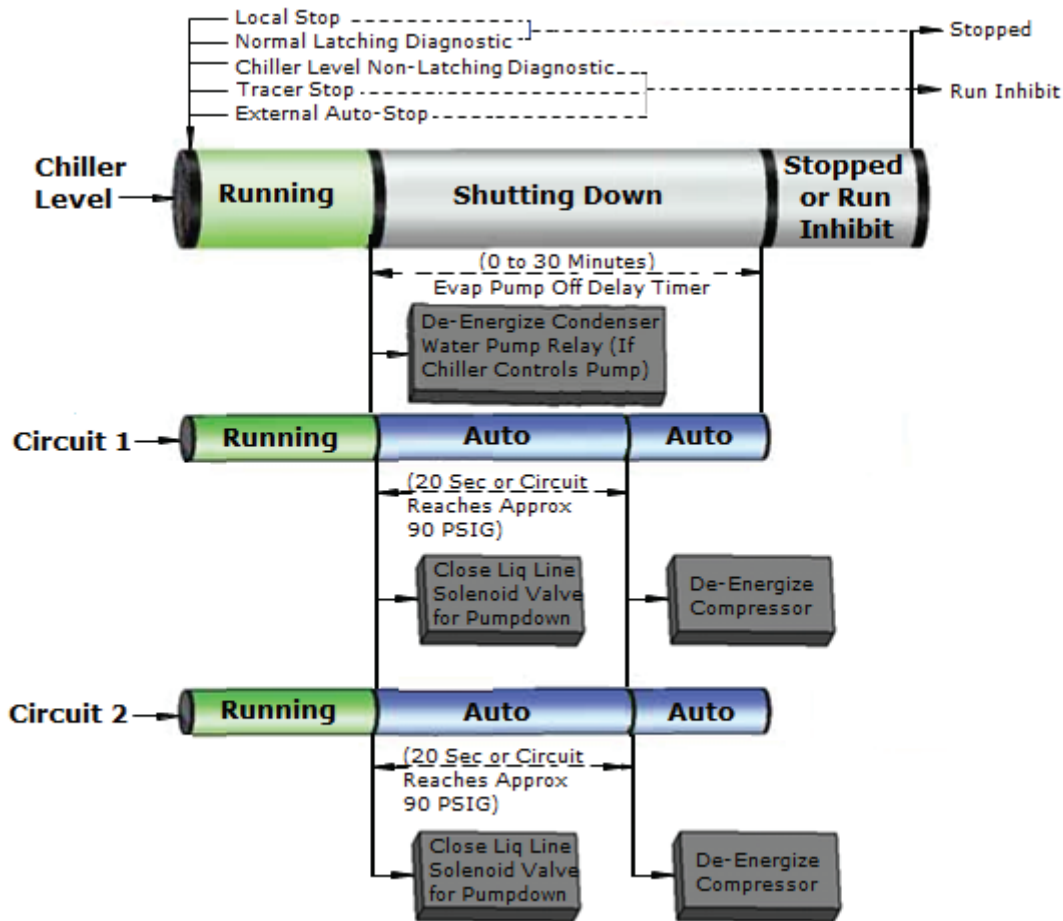 Local Stop
Normal Latching Diagnostic
Chiller Level Non-Latching Diagnostic
Tracer Stop
External Auto-Stop
Stopped
Run Inhibit
Chiller
Level
Running
Shutting Down
Stopped
or Run
Inhibit
(0 to 30 Minutes)
Evap Pump Off Delay Timer
De-Energize Condenser
Water Pump Relay (If
Chiller Controls Pump)
Circuit 1
Running
Auto
Auto
(20 Sec or Circuit
Reaches Approx
90 PSIG)
Close Liq Line
Solenoid Valve
for Pumpdown
De-Energize
Compressor
Circuit 2
Running
Auto
Auto
(20 Sec or Circuit
Reaches Approx
90 PSIG)
Close Liq Line
Solenoid Valve
for Pumpdown
De-Energize
Compressor